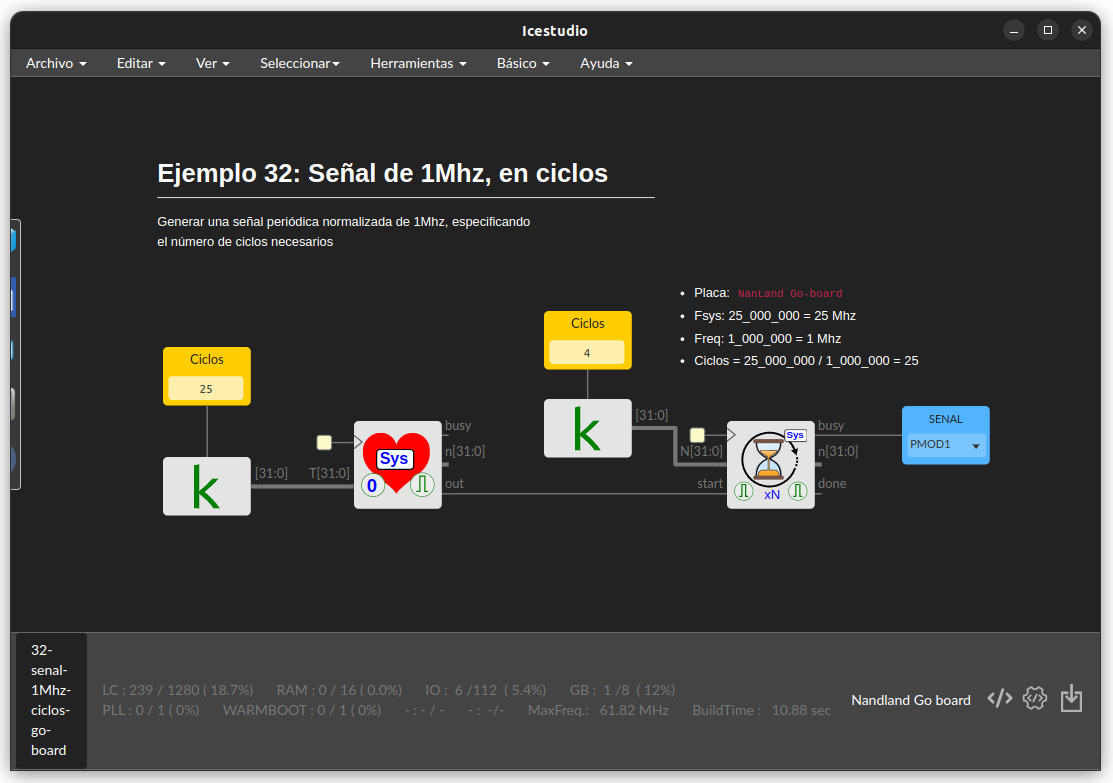 Icestudio
Archivo Editar Ver Seleccionar Herramientas Básico Ayuda
Ejemplo 32: Señal de 1Mhz, en ciclos
Generar una señal periódica normalizada de 1Mhz, especificando
el número de ciclos necesarios
Placa: NanLand Go-board
Fsys: 25_000_000 = 25 Mhz
Freq: 1_000_000 = 1 Mhz
Ciclos = 25_000_000 / 1_000_000 = 25
Ciclos
25
k
[31:0]
T[31:0]
Sys
0
busy
n[31:0]
out
Ciclos
4
k
[31:0]
N[31:0]
start
Sys
xN
busy
n[31:0]
done
SENAL
PMOD1
32-
senal-
1Mhz-
ciclos-
go-
board
LC : 239 / 1280 ( 18.7%) RAM : 0 / 16 ( 0.0%) IO : 6 /112 ( 5.4%) GB : 1 /8 ( 12%)
PLL : 0 / 1 ( 0%) WARMBOOT : 0 / 1 ( 0%) - : - / - - : -/- MaxFreq.: 61.82 MHz BuildTime : 10.88 sec
Nandland Go board